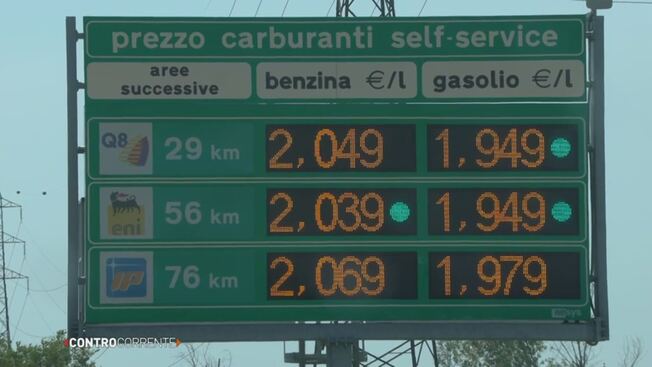 prezzo carburanti self-service
aree successive
benzina €/l
gasolio €/l
Q8 29 km 2,049 1,949
eni 56 km 2,039 1,949
IP 76 km 2,069 1,979
CONTROCORRENTE